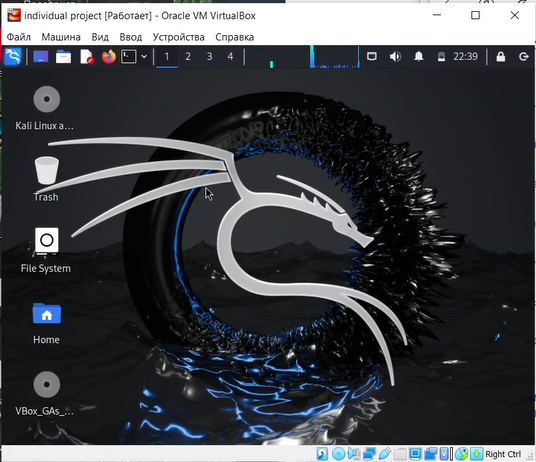 individual project [Работает] - Oracle VM VirtualBox
Файл Машина Вид Ввод Устройства Справка
1 2 3 4 22:39
Kali Linux a...
Trash
File System
Home
VBox_GAs_...
Right Ctrl